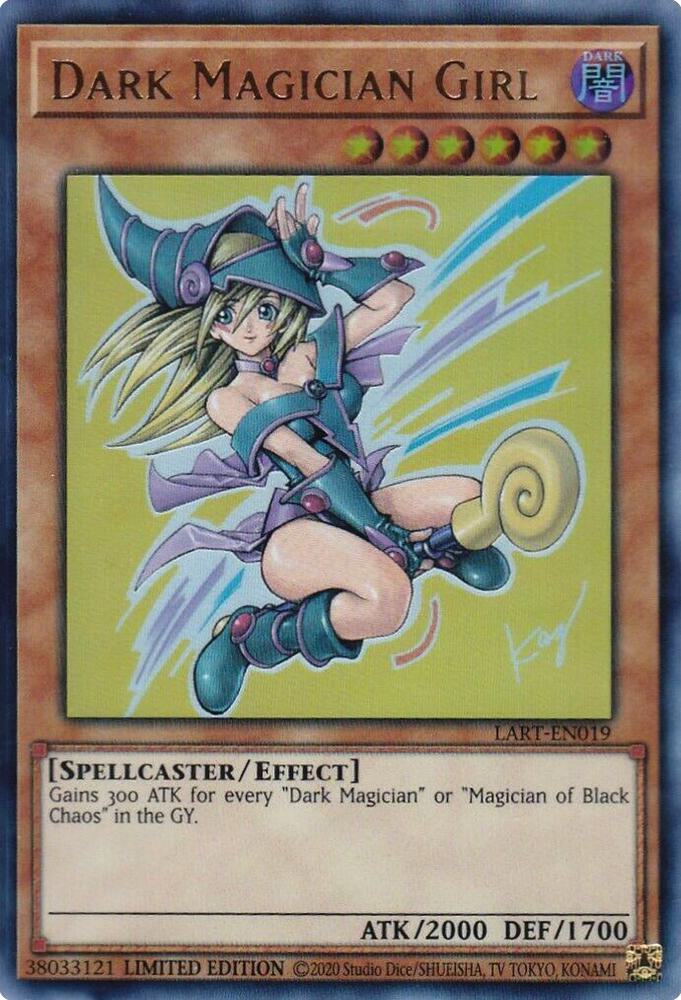 Dark Magician Girl
DARK
闇
Kaz
LART-EN019
[Spellcaster/Effect]
Gains 300 ATK for every "Dark Magician" or "Magician of Black
Chaos" in the GY.
ATK/2000 DEF/1700
38033121 LIMITED EDITION ©2020 Studio Dice/SHUEISHA, TV TOKYO, KONAMI